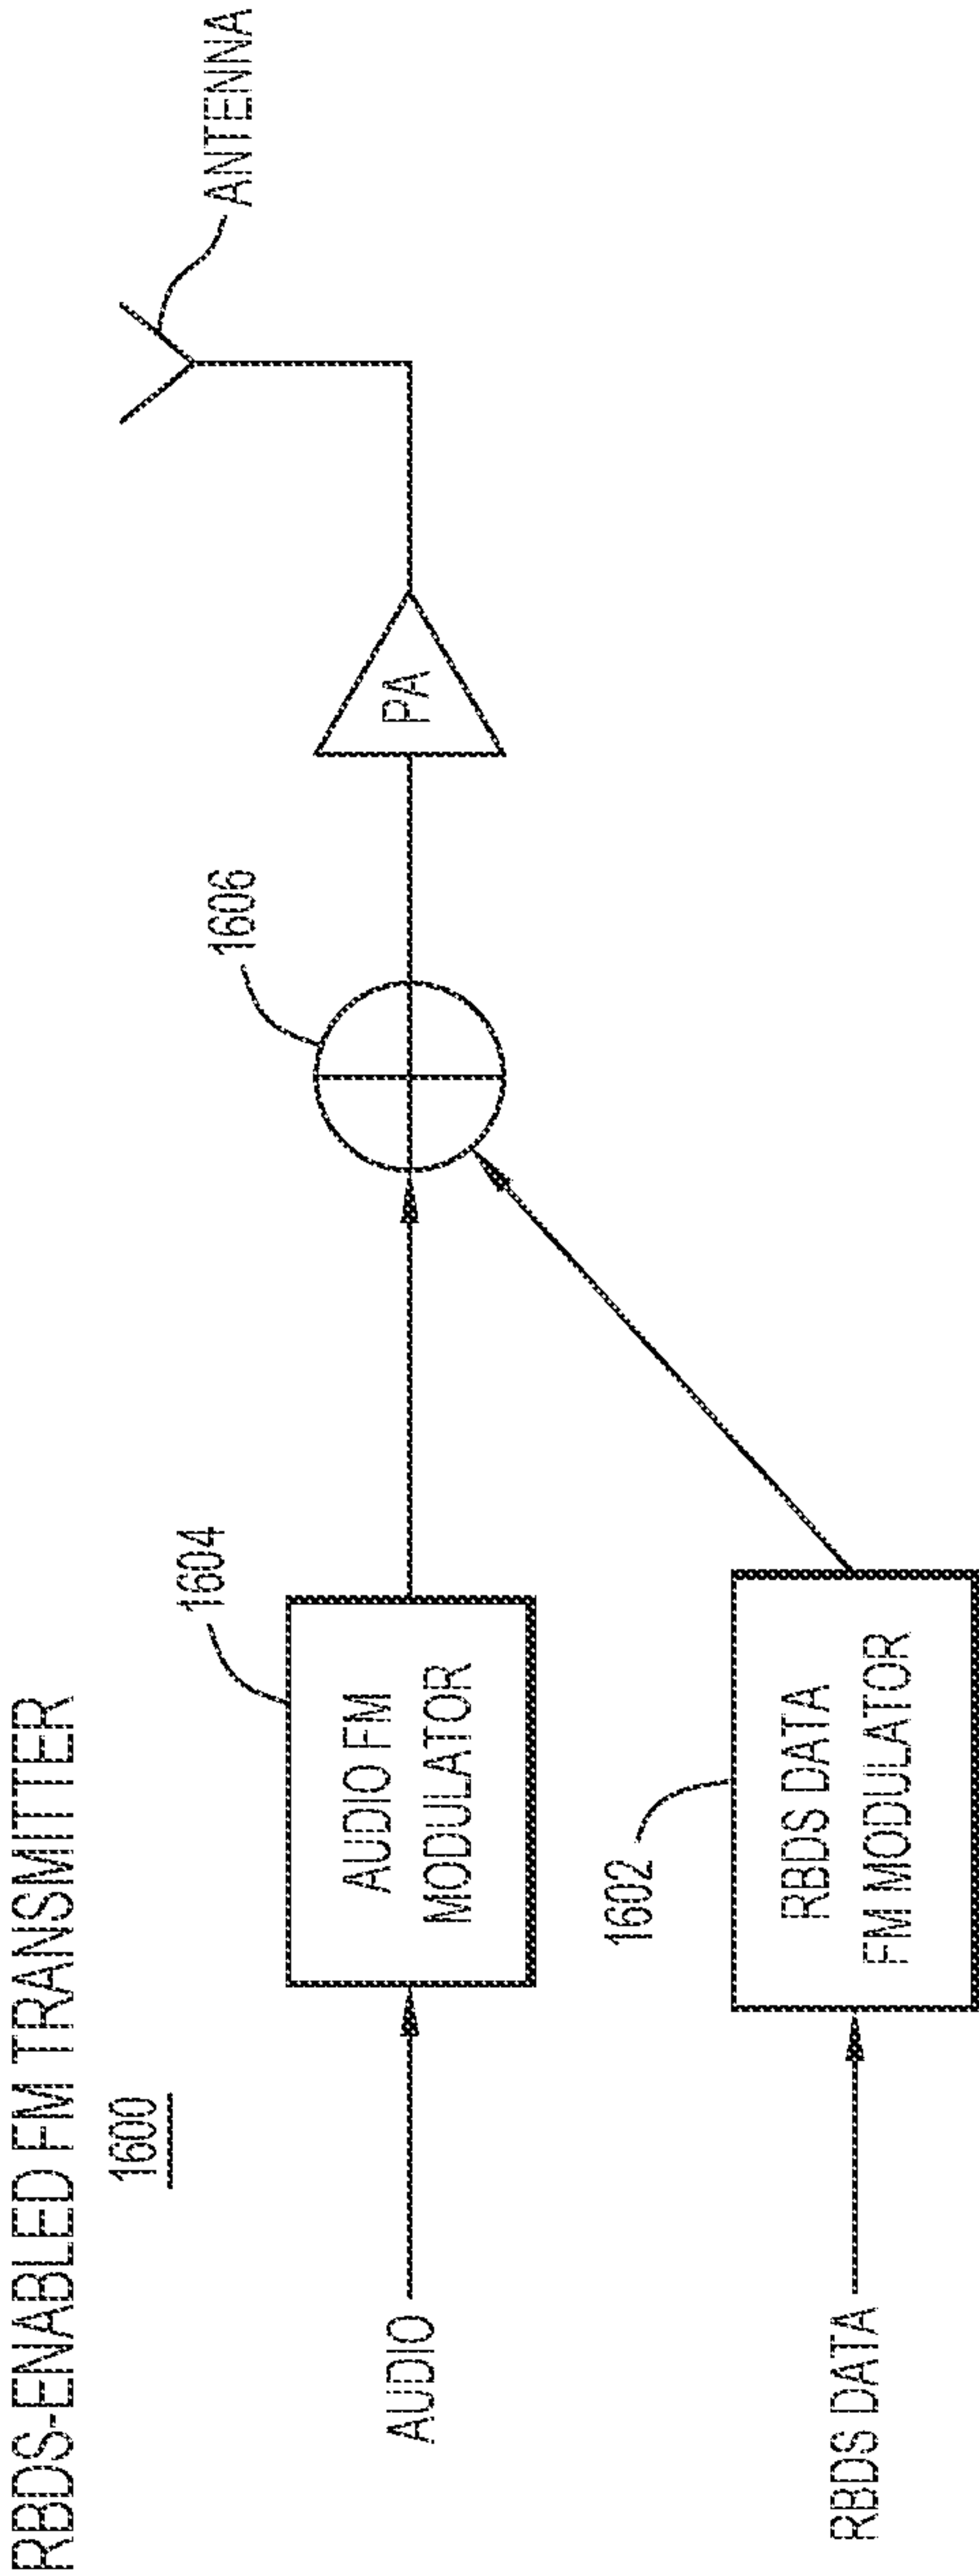 RBDS-ENABLED FM TRANSMITTER
1600
ANTENNA
1604
1606
AUDIO
AUDIO FM
MODULATOR
PA
1602
RBDS DATA
RBDS DATA
FM MODULATOR